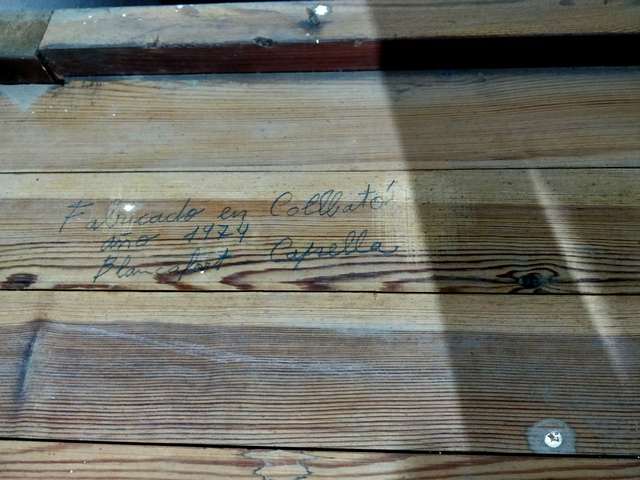 Fabricado en Collbató
año 1974
Blancafort Capella